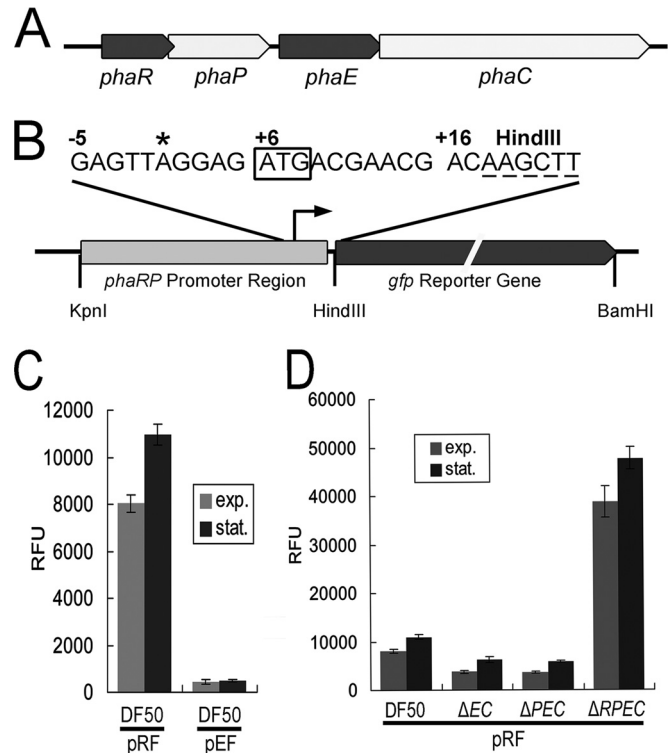 A
phaR phaP phaE phaC
B
-5 * +6 +16 HindIII
GAGTTAGGAG ATGACGAACG ACAAGCTT
phaRP Promoter Region gfp Reporter Gene
KpnI HindIII BamHI
C
RFU
12000
10000
8000
6000
4000
2000
0
exp.
stat.
DF50 DF50
pRF pEF
D
RFU
60000
50000
40000
30000
20000
10000
0
exp.
stat.
DF50 ΔEC ΔPEC ΔRPEC
pRF